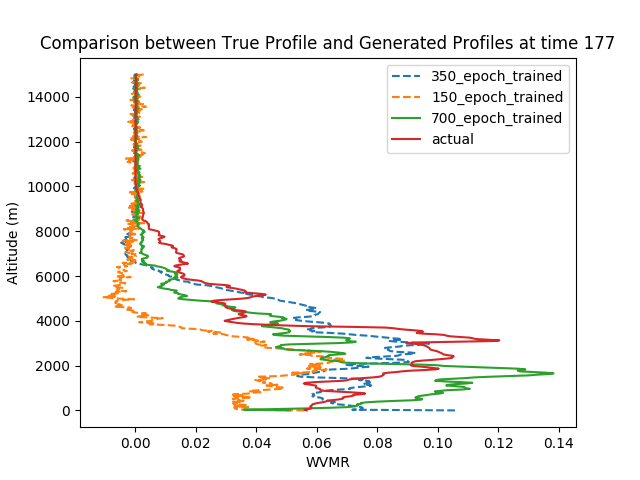 Comparison between True Profile and Generated Profiles at time 177
350_epoch_trained
150_epoch_trained
700_epoch_trained
actual
14000
12000
10000
8000
6000
4000
2000
0
Altitude (m)
0.00 0.02 0.04 0.06 0.08 0.10 0.12 0.14
WVMR